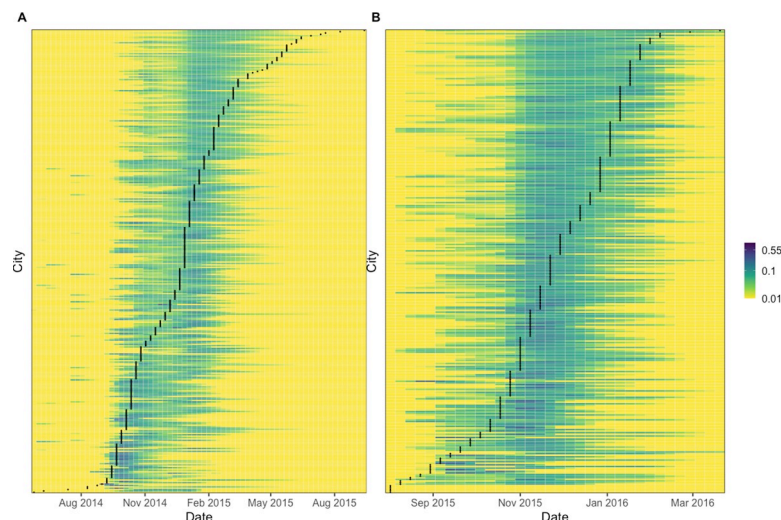 A
B
City
City
0.55
0.1
0.01
Aug 2014
Nov 2014
Feb 2015
May 2015
Aug 2015
Date
Sep 2015
Nov 2015
Jan 2016
Mar 2016
Date